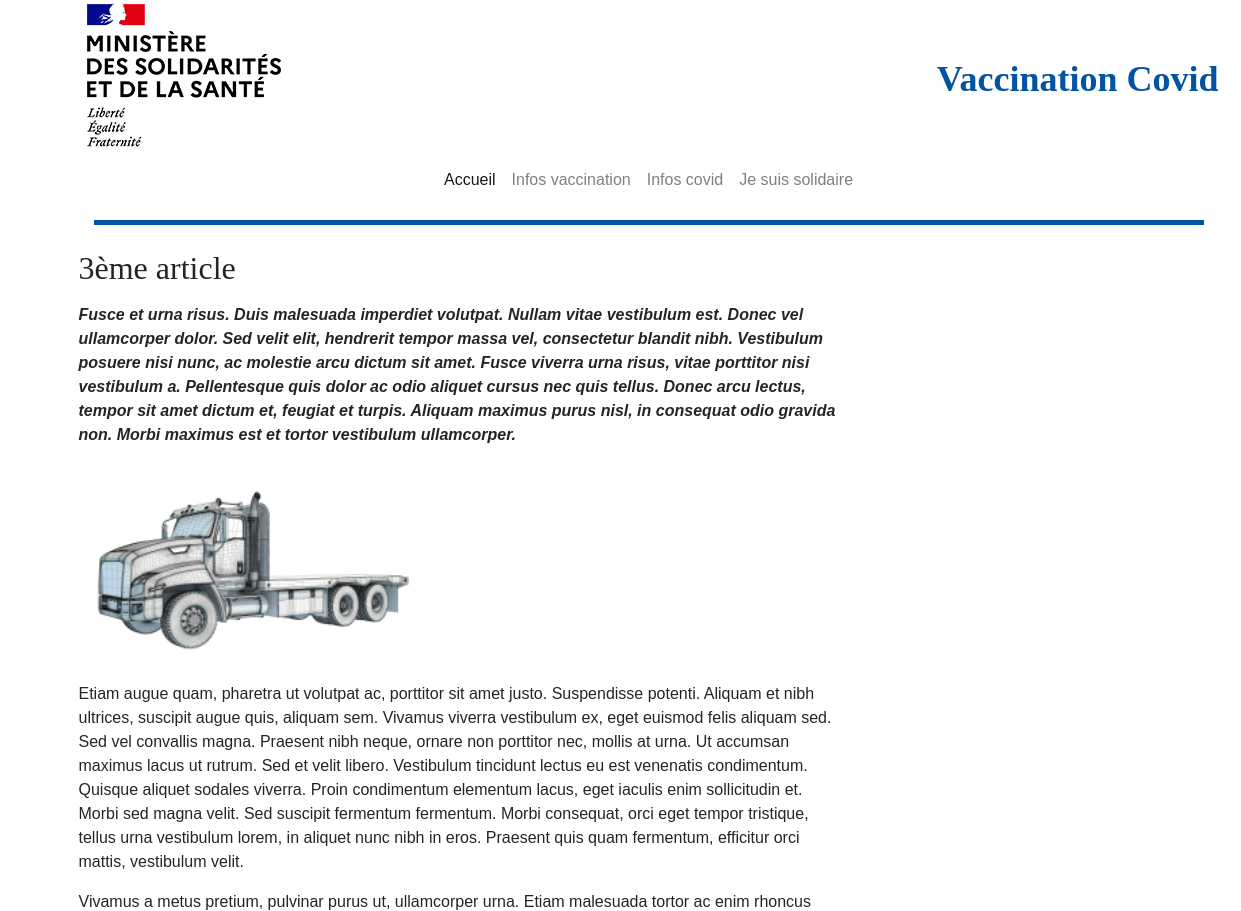 MINISTÈRE
DES SOLIDARITÉS
ET DE LA SANTÉ
Liberté
Égalité
Fraternité
Vaccination Covid
Accueil Infos vaccination Infos covid Je suis solidaire
3ème article
Fusce et urna risus. Duis malesuada imperdiet volutpat. Nullam vitae vestibulum est. Donec vel
ullamcorper dolor. Sed velit elit, hendrerit tempor massa vel, consectetur blandit nibh. Vestibulum
posuere nisi nunc, ac molestie arcu dictum sit amet. Fusce viverra urna risus, vitae porttitor nisi
vestibulum a. Pellentesque quis dolor ac odio aliquet cursus nec quis tellus. Donec arcu lectus,
tempor sit amet dictum et, feugiat et turpis. Aliquam maximus purus nisl, in consequat odio gravida
non. Morbi maximus est et tortor vestibulum ullamcorper.
Etiam augue quam, pharetra ut volutpat ac, porttitor sit amet justo. Suspendisse potenti. Aliquam et nibh
ultrices, suscipit augue quis, aliquam sem. Vivamus viverra vestibulum ex, eget euismod felis aliquam sed.
Sed vel convallis magna. Praesent nibh neque, ornare non porttitor nec, mollis at urna. Ut accumsan
maximus lacus ut rutrum. Sed et velit libero. Vestibulum tincidunt lectus eu est venenatis condimentum.
Quisque aliquet sodales viverra. Proin condimentum elementum lacus, eget iaculis enim sollicitudin et.
Morbi sed magna velit. Sed suscipit fermentum fermentum. Morbi consequat, orci eget tempor tristique,
tellus urna vestibulum lorem, in aliquet nunc nibh in eros. Praesent quis quam fermentum, efficitur orci
mattis, vestibulum velit.
Vivamus a metus pretium, pulvinar purus ut, ullamcorper urna. Etiam malesuada tortor ac enim rhoncus